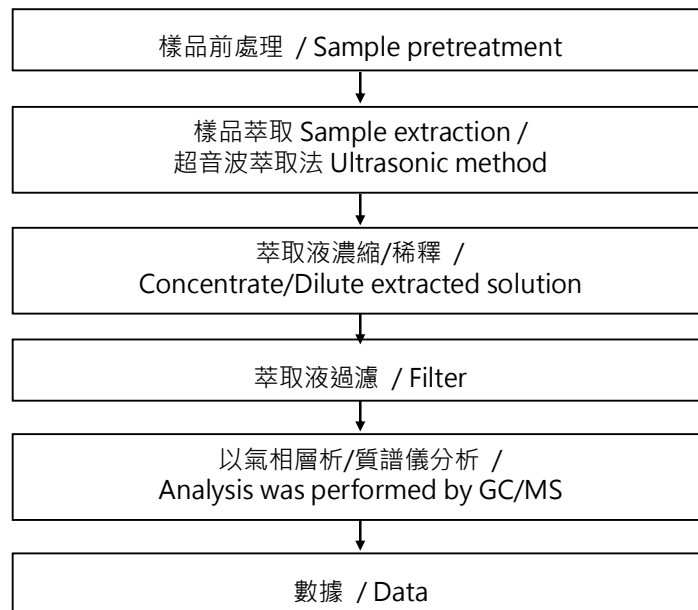 樣品前處理 / Sample pretreatment
樣品萃取 Sample extraction /
超音波萃取法 Ultrasonic method
萃取液濃縮/稀釋 /
Concentrate/Dilute extracted solution
萃取液過濾 / Filter
以氣相層析/質譜儀分析 /
Analysis was performed by GC/MS
數據 / Data